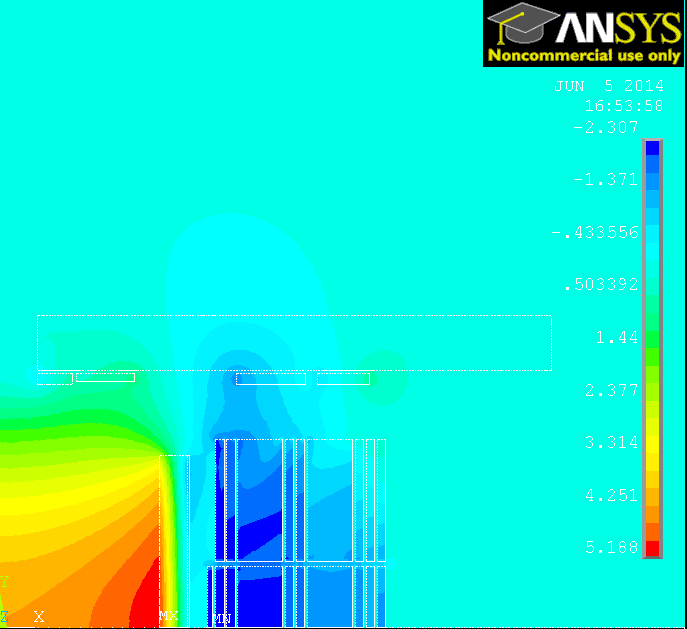 ANSYS
Noncommercial use only
JUN 5 2014
16:53:58
-2.307
-1.371
-.433556
.503392
1.44
2.377
3.314
4.251
5.188
Y
Z X MX MN